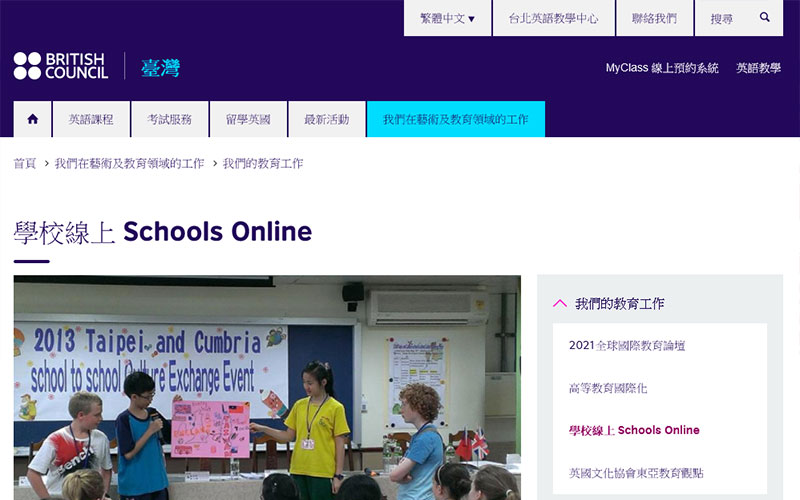 繁體中文 ▾
台北英語教學中心
聯絡我們
搜尋
BRITISH COUNCIL
臺灣
MyClass 線上預約系統
英語教學
英語課程
考試服務
留學英國
最新活動
我們在藝術及教育領域的工作
首頁 > 我們在藝術及教育領域的工作 > 我們的教育工作
學校線上 Schools Online
2013 Taipei and Cumbria
school to school Culture Exchange Event
我們的教育工作
2021全球國際教育論壇
高等教育國際化
學校線上 Schools Online
英國文化協會東亞教育觀點